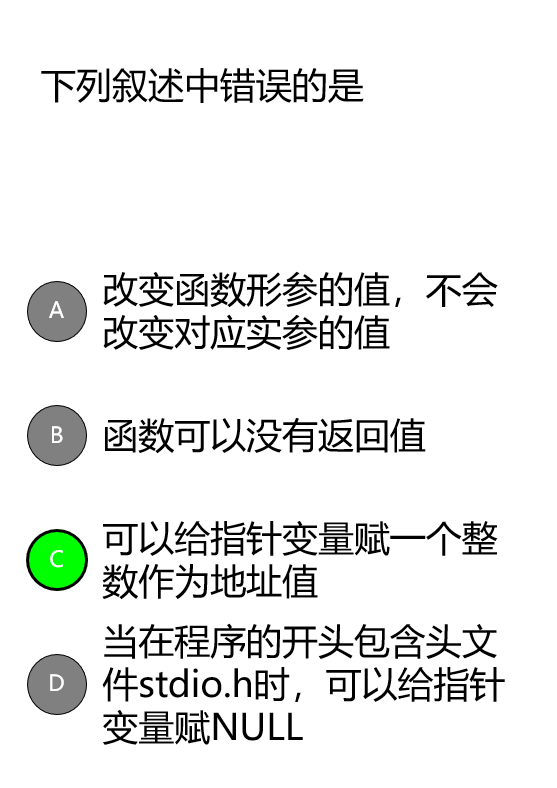 下列叙述中错误的是
A
改变函数形参的值，不会
改变对应实参的值
B
函数可以没有返回值
C
可以给指针变量赋一个整
数作为地址值
D
当在程序的开头包含头文
件stdio.h时，可以给指针
变量赋NULL